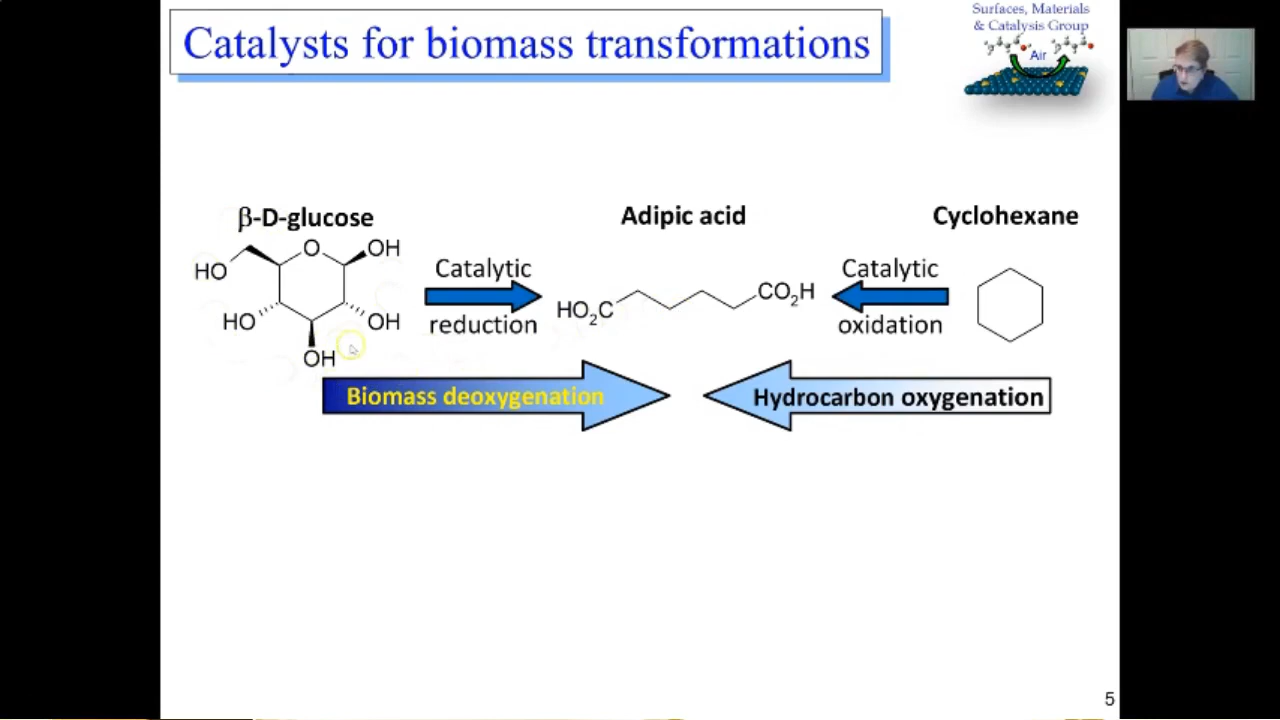 Catalysts for biomass transformations
Surfaces, Materials
& Catalysis Group
Air
β-D-glucose
Adipic acid
Cyclohexane
O
OH
HO
HO
OH
OH
Catalytic
reduction
HO2C
CO2H
Catalytic
oxidation
Biomass deoxygenation
Hydrocarbon oxygenation
5